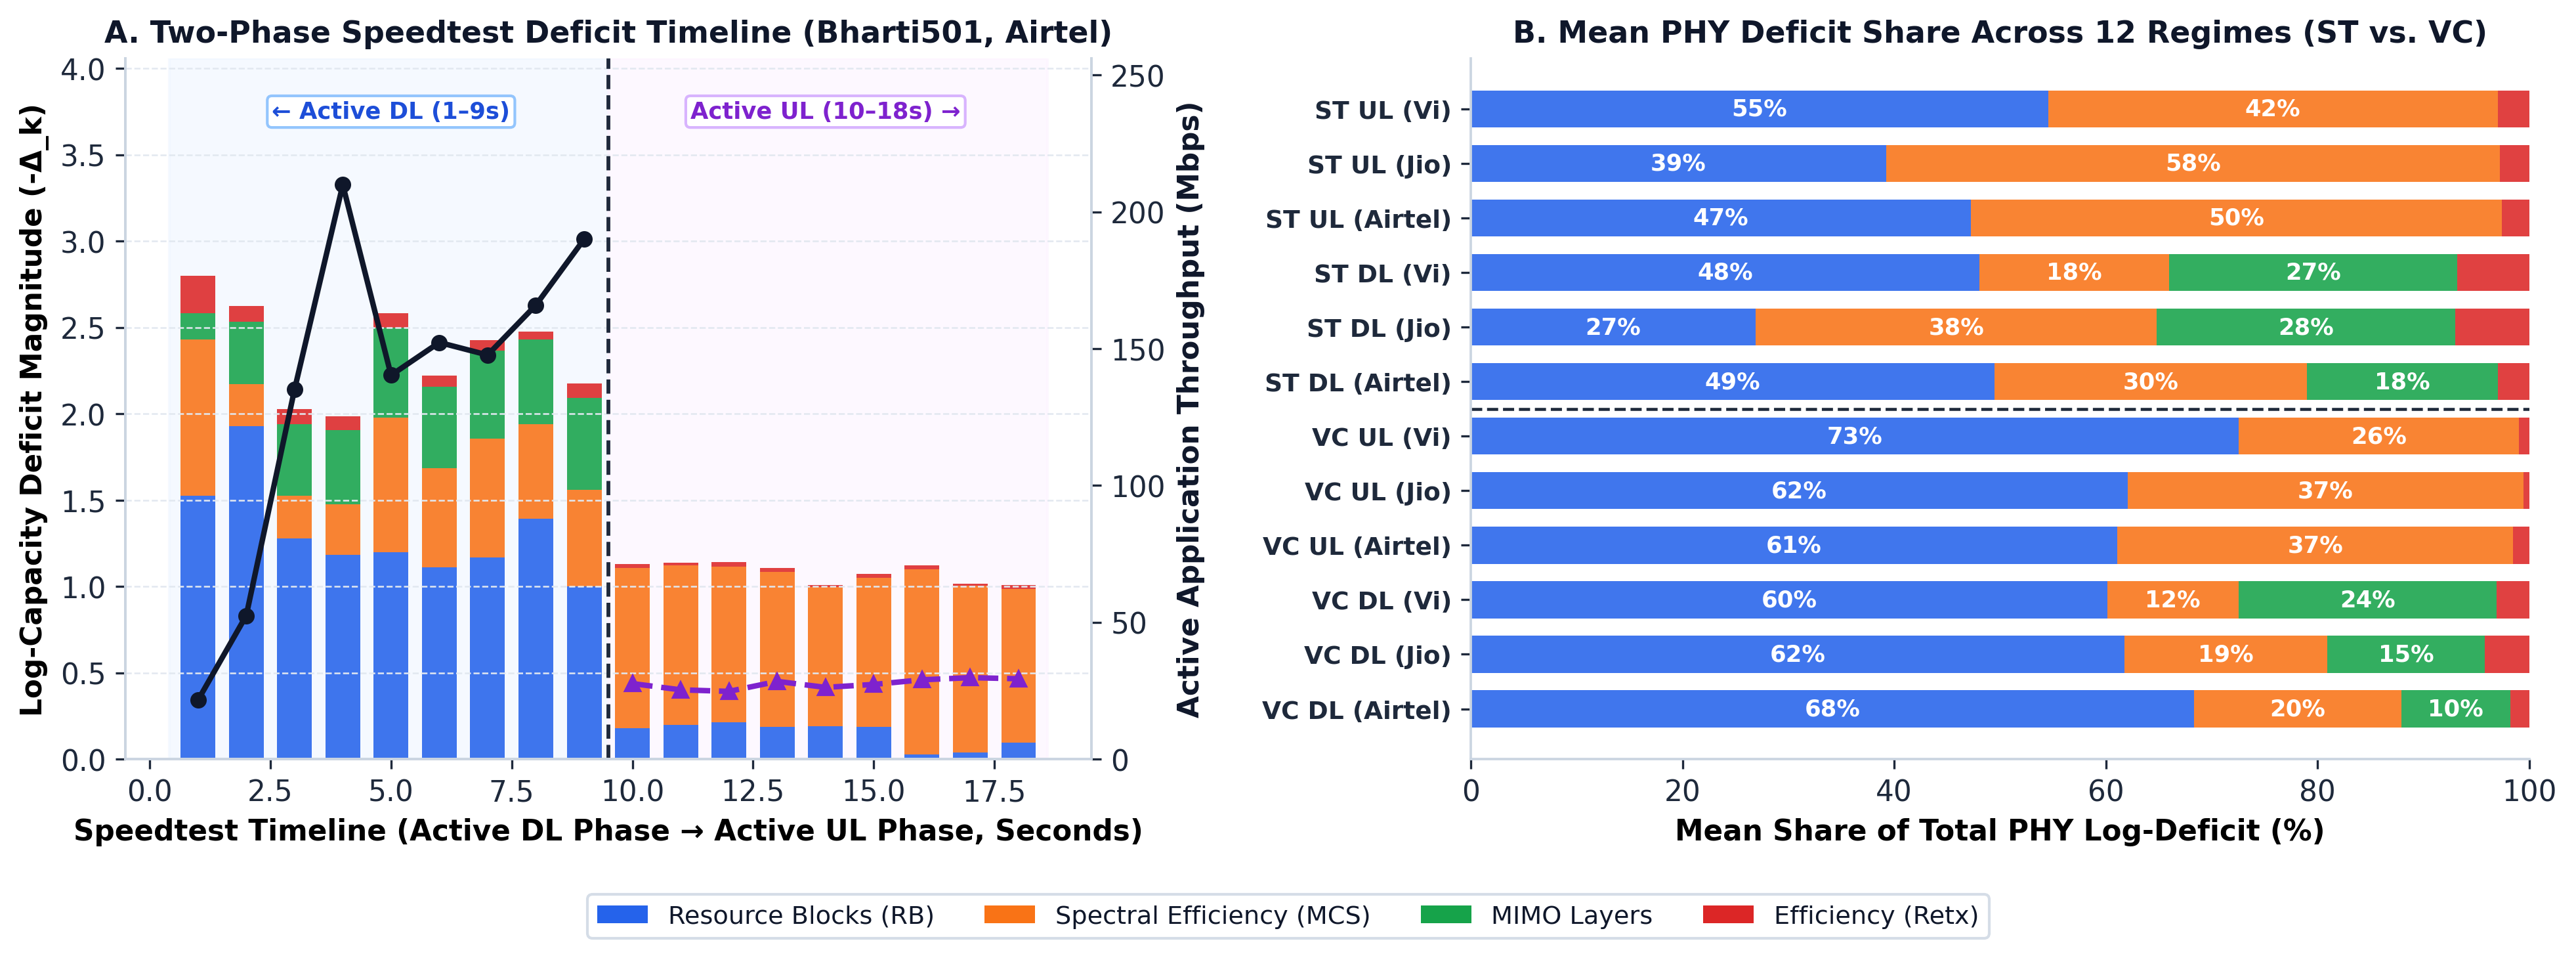 A. Two-Phase Speedtest Deficit Timeline (Bharti501, Airtel)
Log-Capacity Deficit Magnitude (-Δ_k)
4.0
3.5
3.0
2.5
2.0
1.5
1.0
0.5
0.0
← Active DL (1–9s)
Active UL (10–18s) →
250
200
150
100
50
0
Active Application Throughput (Mbps)
0.0 2.5 5.0 7.5 10.0 12.5 15.0 17.5
Speedtest Timeline (Active DL Phase → Active UL Phase, Seconds)
B. Mean PHY Deficit Share Across 12 Regimes (ST vs. VC)
ST UL (Vi) 55% 42%
ST UL (Jio) 39% 58%
ST UL (Airtel) 47% 50%
ST DL (Vi) 48% 18% 27%
ST DL (Jio) 27% 38% 28%
ST DL (Airtel) 49% 30% 18%
VC UL (Vi) 73% 26%
VC UL (Jio) 62% 37%
VC UL (Airtel) 61% 37%
VC DL (Vi) 60% 12% 24%
VC DL (Jio) 62% 19% 15%
VC DL (Airtel) 68% 20% 10%
0 20 40 60 80 100
Mean Share of Total PHY Log-Deficit (%)
Resource Blocks (RB) Spectral Efficiency (MCS) MIMO Layers Efficiency (Retx)